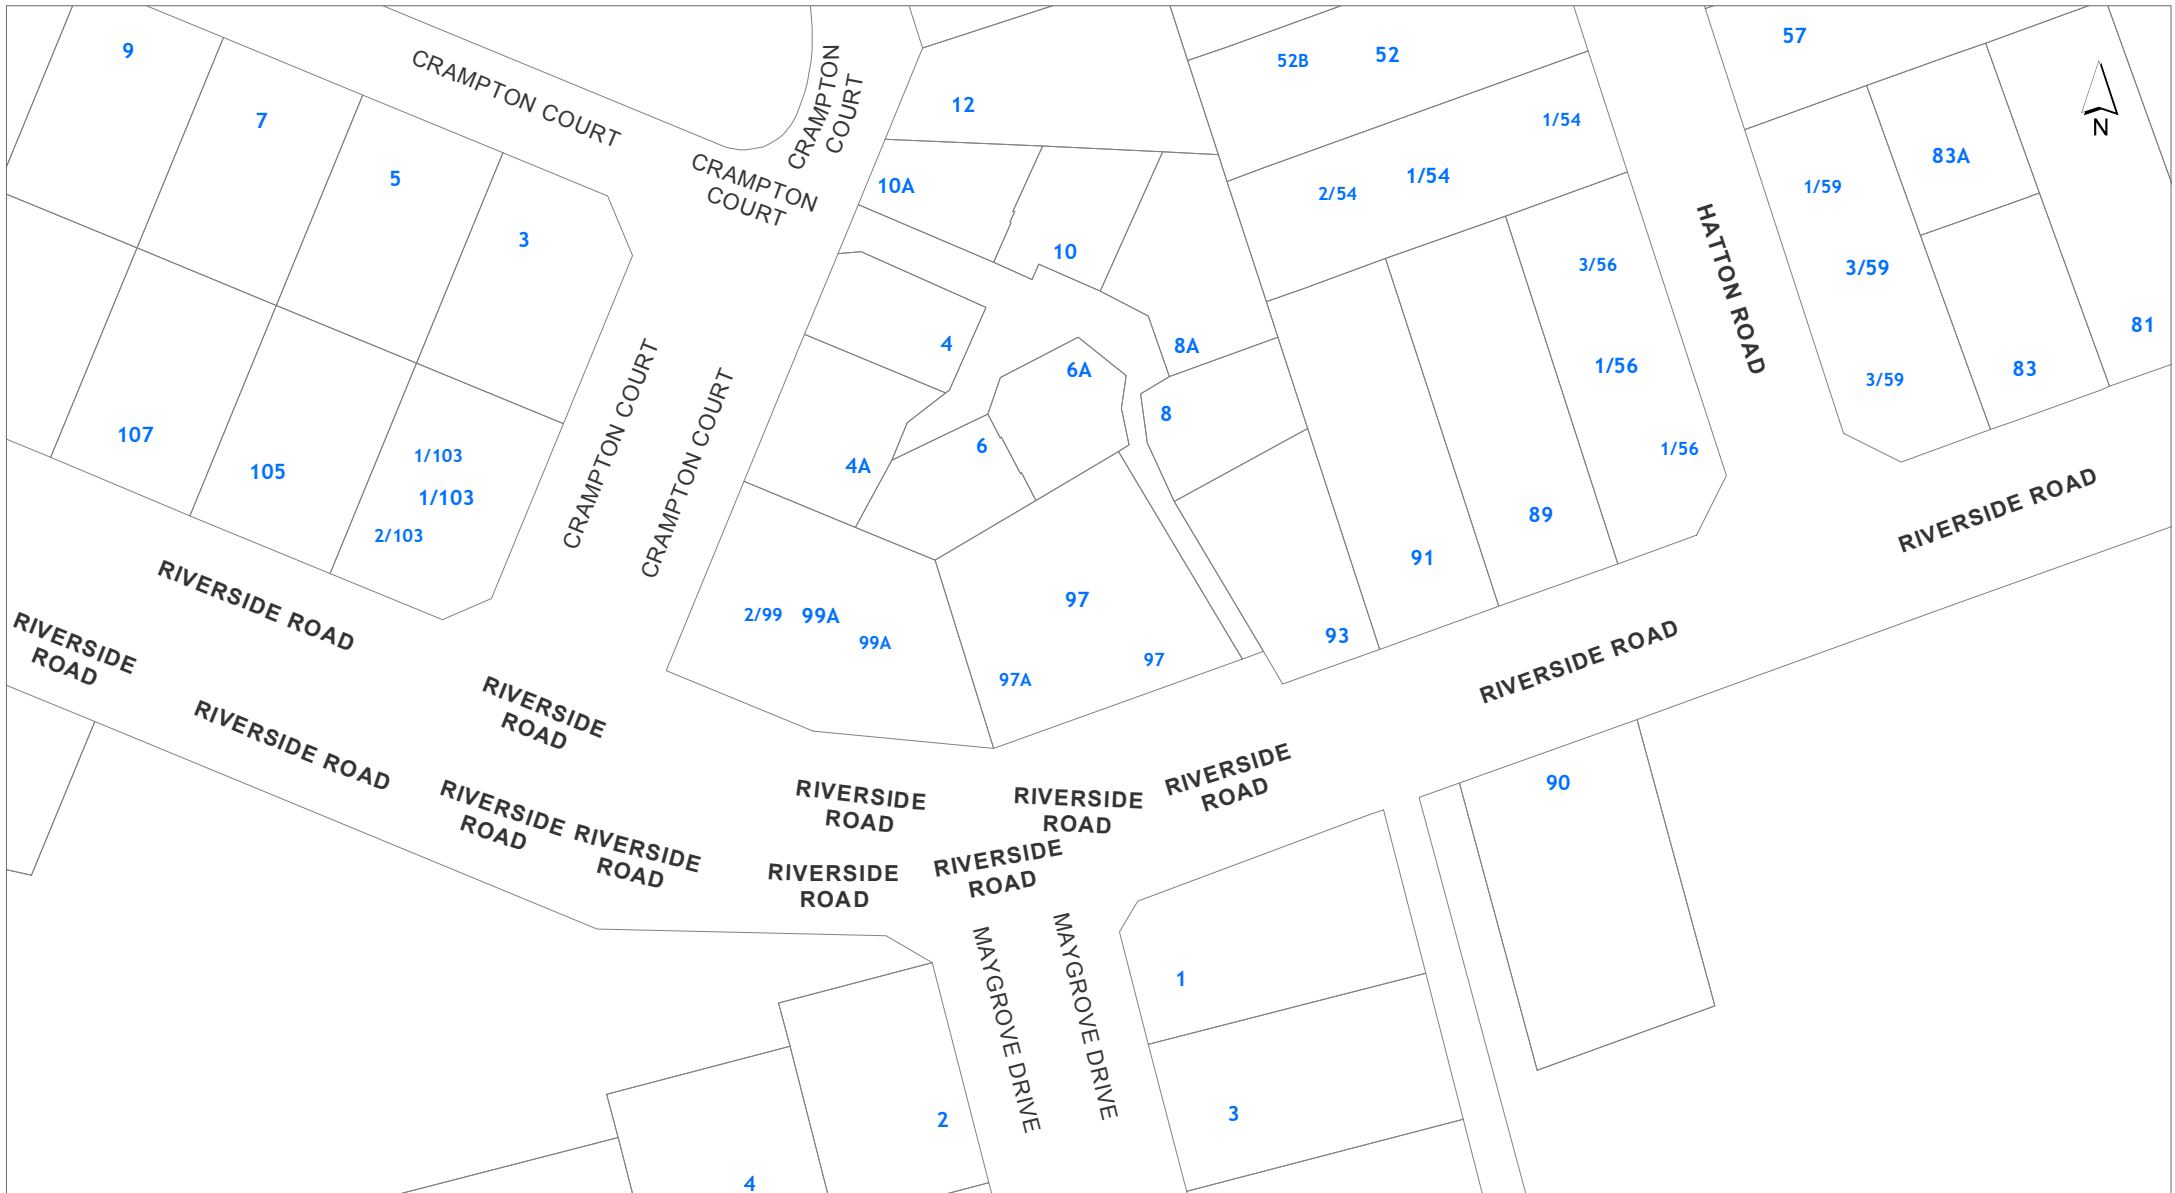 9
7
5
3
CRAMPTON COURT
CRAMPTON
COURT
CRAMPTON
COURT
12
10A
10
52B
52
1/54
1/54
2/54
57
83A
1/59
3/59
3/59
83
81
N
HATTON ROAD
3/56
1/56
1/56
4
6A
8A
8
6
4A
CRAMPTON COURT
CRAMPTON COURT
107
105
1/103
1/103
2/103
89
91
93
97
97
97A
2/99
99A
99A
RIVERSIDE ROAD
RIVERSIDE ROAD
RIVERSIDE
ROAD
RIVERSIDE ROAD
RIVERSIDE ROAD
RIVERSIDE
ROAD
RIVERSIDE
ROAD
RIVERSIDE
ROAD
RIVERSIDE
ROAD
RIVERSIDE
ROAD
RIVERSIDE
ROAD
RIVERSIDE
ROAD
RIVERSIDE
ROAD
90
MAYGROVE DRIVE
MAYGROVE DRIVE
1
3
2
4